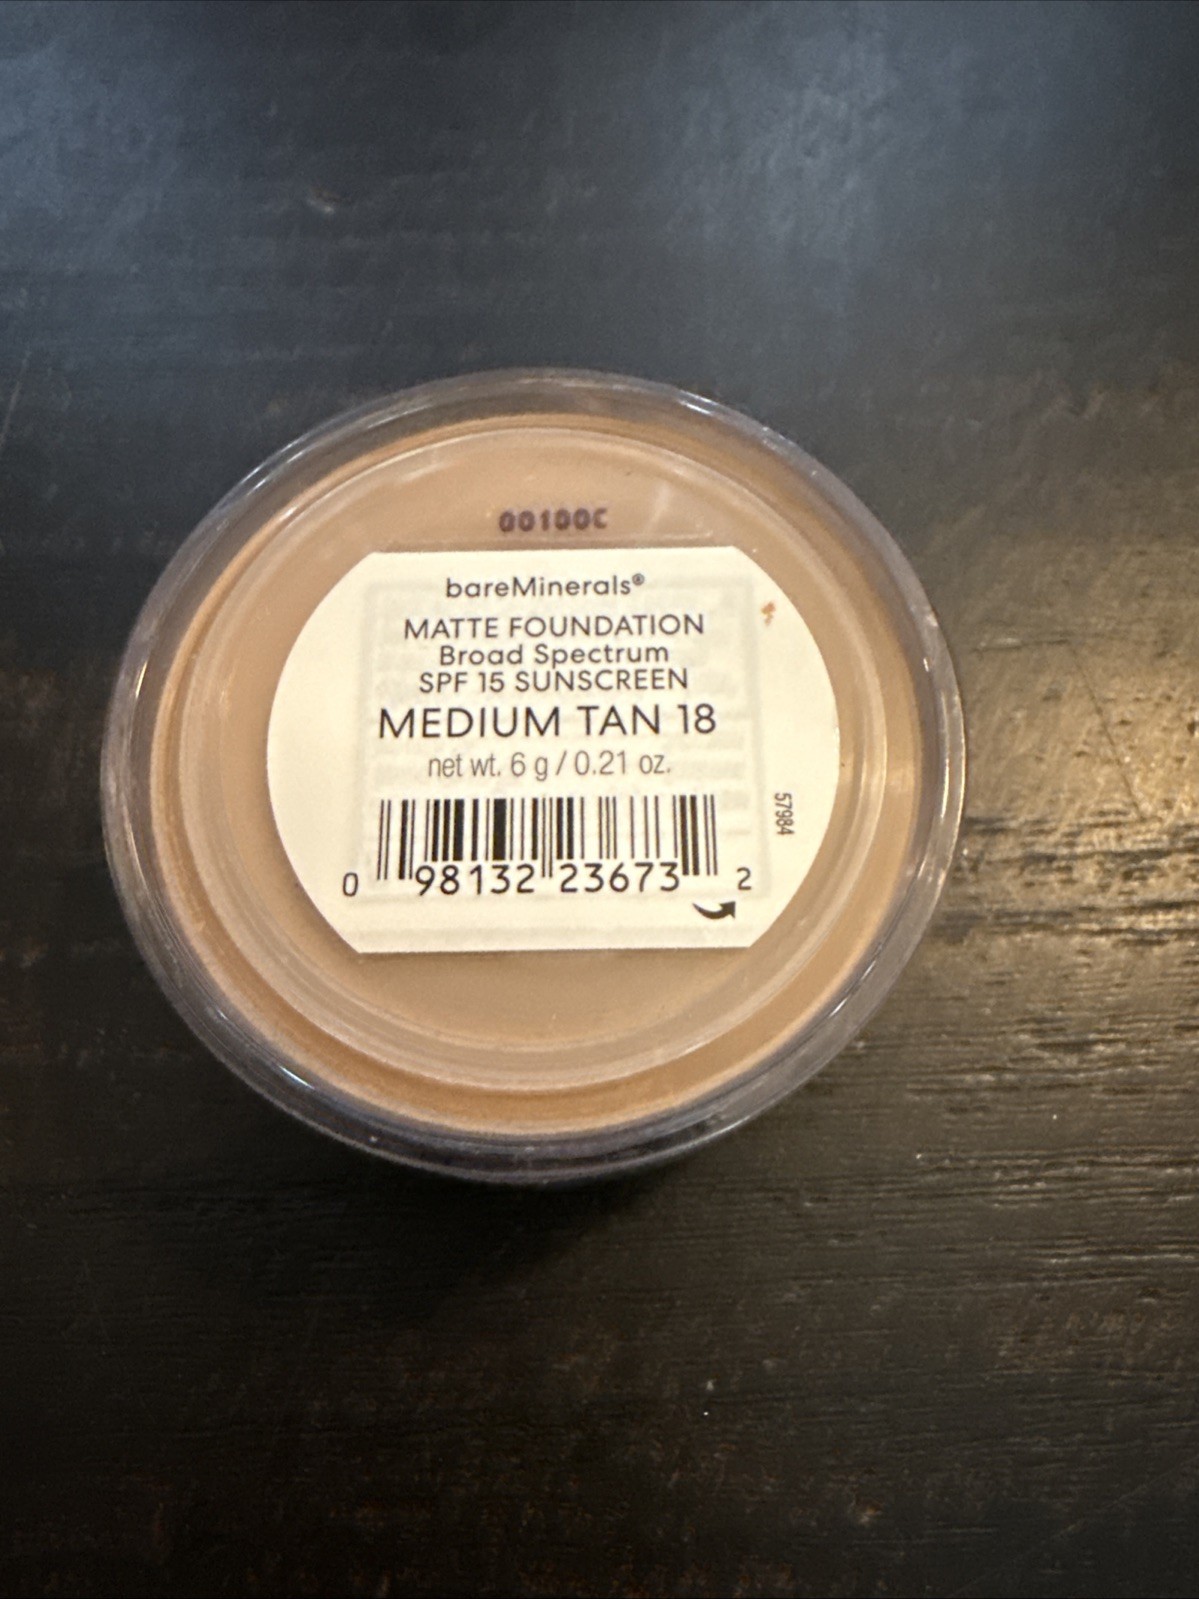 00100C
bareMinerals®
MATTE FOUNDATION
Broad Spectrum
SPF 15 SUNSCREEN
MEDIUM TAN 18
net wt. 6 g / 0.21 oz.
57984
0 98132 23673 2